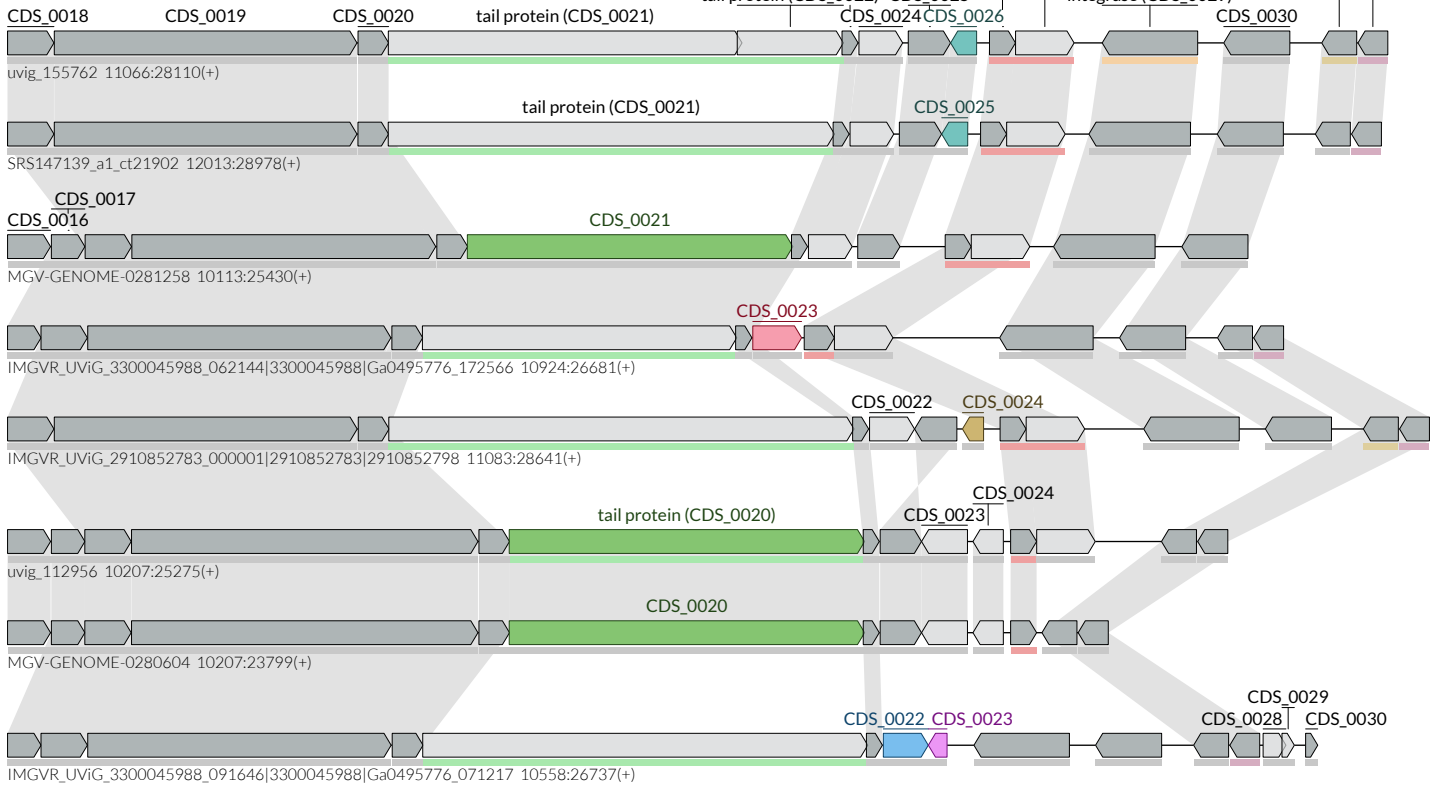 CDS_0018 CDS_0019 CDS_0020 tail protein (CDS_0021) CDS_0024 CDS_0026 CDS_0030
uvig_155762 11066:28110(+)
tail protein (CDS_0021) CDS_0025
SRS147139_a1_ct21902 12013:28978(+)
CDS_0017
CDS_0016 CDS_0021
MGV-GENOME-0281258 10113:25430(+)
CDS_0023
IMGVR_UViG_3300045988_062144|3300045988|Ga0495776_172566 10924:26681(+)
CDS_0022 CDS_0024
IMGVR_UViG_2910852783_000001|2910852783|2910852798 11083:28641(+)
CDS_0024
tail protein (CDS_0020) CDS_0023
uvig_112956 10207:25275(+)
CDS_0020
MGV-GENOME-0280604 10207:23799(+)
CDS_0029
CDS_0022 CDS_0023 CDS_0028 CDS_0030
IMGVR_UViG_3300045988_091646|3300045988|Ga0495776_071217 10558:26737(+)